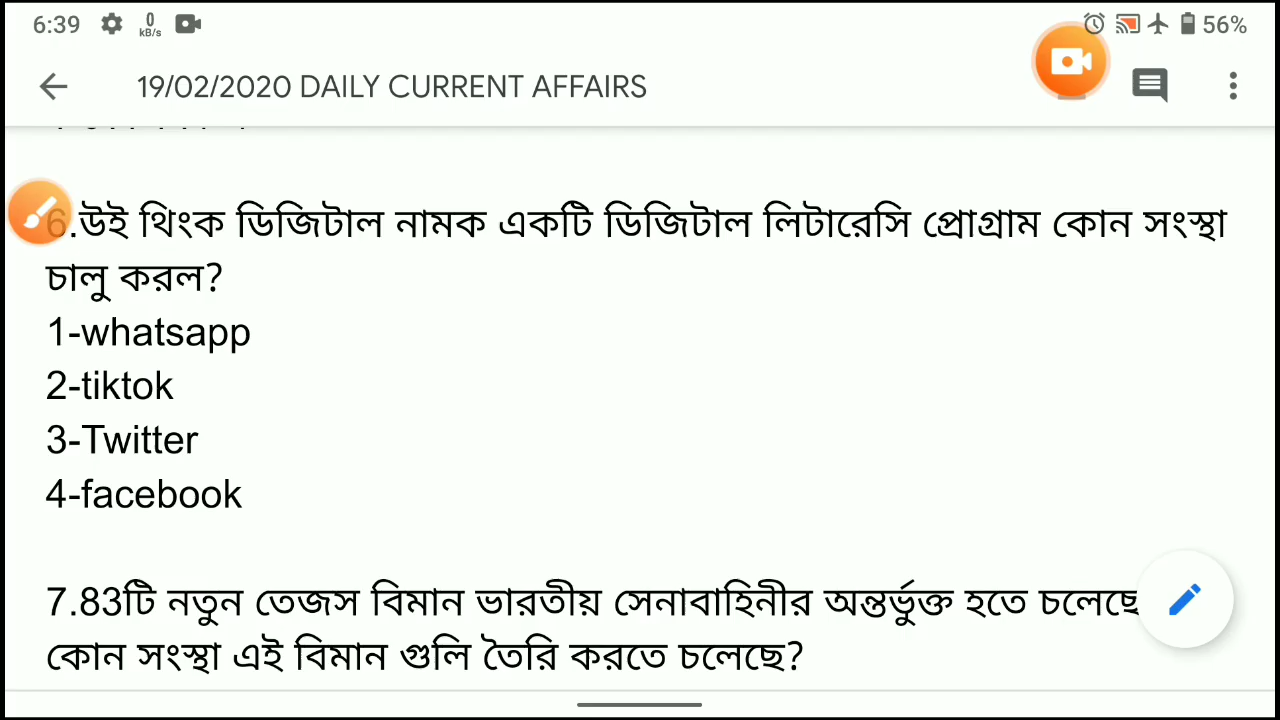 6:39
0
kB/s
56%
19/02/2020 DAILY CURRENT AFFAIRS
6.উই থিংক ডিজিটাল নামক একটি ডিজিটাল লিটারেসি প্রোগ্রাম কোন সংস্থা
চালু করল?
1-whatsapp
2-tiktok
3-Twitter
4-facebook
7.83টি নতুন তেজস বিমান ভারতীয় সেনাবাহিনীর অন্তর্ভুক্ত হতে চলেছে
কোন সংস্থা এই বিমান গুলি তৈরি করতে চলেছে?